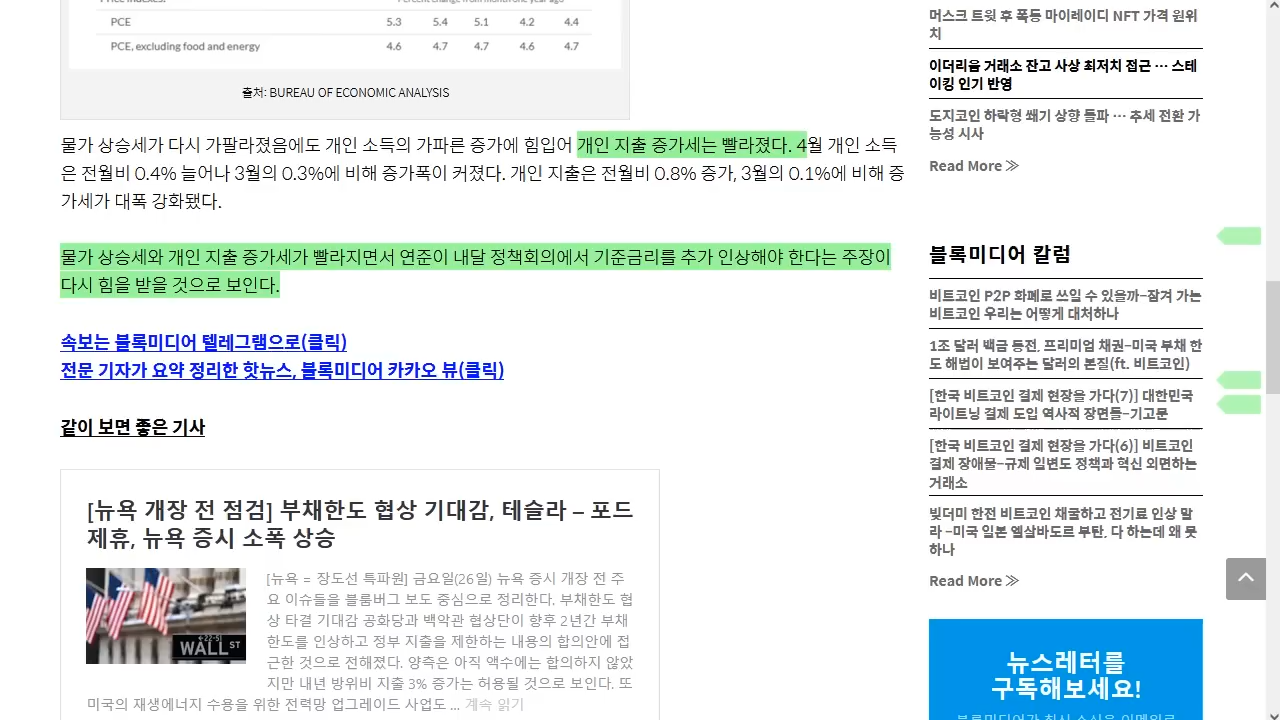 PCE 5.3 5.4 5.1 4.2 4.4
PCE, excluding food and energy 4.6 4.7 4.7 4.6 4.7
출처: BUREAU OF ECONOMIC ANALYSIS
물가 상승세가 다시 가팔라졌음에도 개인 소득의 가파른 증가에 힘입어 개인 지출 증가세는 빨라졌다. 4월 개인 소득
은 전월비 0.4% 늘어나 3월의 0.3%에 비해 증가폭이 커졌다. 개인 지출은 전월비 0.8% 증가, 3월의 0.1%에 비해 증
가세가 대폭 강화됐다.
물가 상승세와 개인 지출 증가세가 빨라지면서 연준이 내달 정책회의에서 기준금리를 추가 인상해야 한다는 주장이
다시 힘을 받을 것으로 보인다.
속보는 블록미디어 텔레그램으로(클릭)
전문 기자가 요약 정리한 핫뉴스, 블록미디어 카카오 뷰(클릭)
같이 보면 좋은 기사
[뉴욕 개장 전 점검] 부채한도 협상 기대감, 테슬라 – 포드
제휴, 뉴욕 증시 소폭 상승
WALL ST
[뉴욕 = 장도선 특파원] 금요일(26일) 뉴욕 증시 개장 전 주
요 이슈들을 블룸버그 보도 중심으로 정리한다. 부채한도 협
상 타결 기대감 공화당과 백악관 협상단이 향후 2년간 부채
한도를 인상하고 정부 지출을 제한하는 내용의 합의안에 접
근한 것으로 전해졌다. 양측은 아직 액수에는 합의하지 않았
지만 내년 방위비 지출 3% 증가는 허용될 것으로 보인다. 또
미국의 재생에너지 수용을 위한 전력망 업그레이드 사업도 ... 계속 읽기
머스크 트윗 후 폭등 마이레이디 NFT 가격 원위
치
이더리움 거래소 잔고 사상 최저치 접근 … 스테
이킹 인기 반영
도지코인 하락형 쐐기 상향 돌파 … 추세 전환 가
능성 시사
Read More ≫
블록미디어 칼럼
비트코인 P2P 화폐로 쓰일 수 있을까–잠겨 가는
비트코인 우리는 어떻게 대처하나
1조 달러 백금 동전, 프리미엄 채권–미국 부채 한
도 해법이 보여주는 달러의 본질(ft. 비트코인)
[한국 비트코인 결제 현장을 가다(7)] 대한민국
라이트닝 결제 도입 역사적 장면들–기고문
[한국 비트코인 결제 현장을 가다(6)] 비트코인
결제 장애물–규제 일변도 정책과 혁신 외면하는
거래소
빚더미 한전 비트코인 채굴하고 전기료 인상 말
라 –미국 일본 엘살바도르 부탄, 다 하는데 왜 못
하나
Read More ≫
뉴스레터를
구독해보세요!